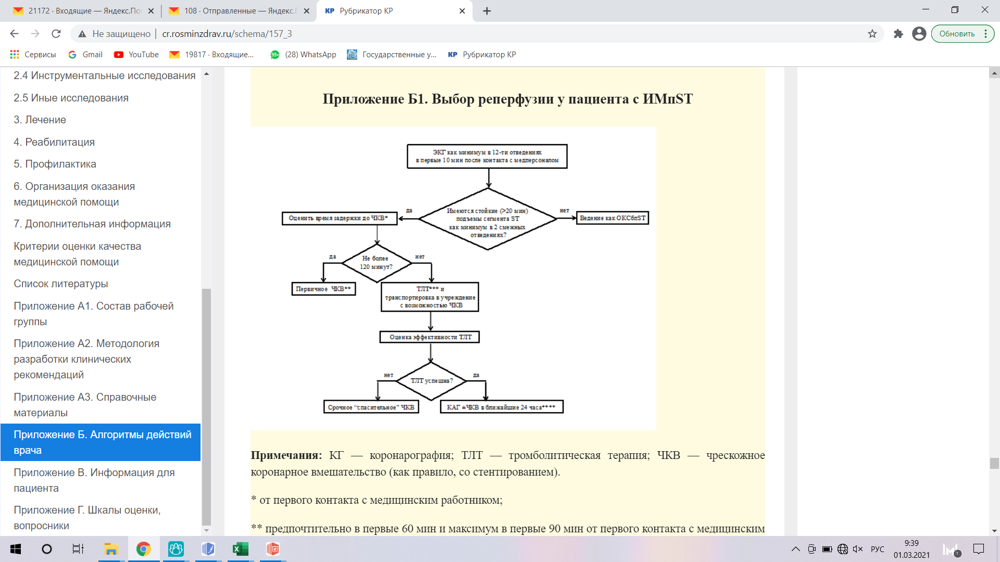 21172 · Входящие — Яндекс.По
108 · Отправленные — Яндекс.
КР Рубрикатор КР
Не защищено | cr.rosminzdrav.ru/schema/157_3
Обновить
Сервисы
Gmail
YouTube
19817 · Входящие...
99+ (28) WhatsApp
Государственные у...
КР Рубрикатор КР
2.4 Инструментальные исследования
2.5 Иные исследования
3. Лечение
4. Реабилитация
5. Профилактика
6. Организация оказания
медицинской помощи
7. Дополнительная информация
Критерии оценки качества
медицинской помощи
Список литературы
Приложение А1. Состав рабочей
группы
Приложение А2. Методология
разработки клинических
рекомендаций
Приложение А3. Справочные
материалы
Приложение Б. Алгоритмы действий
врача
Приложение В. Информация для
пациента
Приложение Г. Шкалы оценки,
вопросники
Приложение Б1. Выбор реперфузии у пациента с ИМпST
ЭКГ как минимум в 12-ти отведениях
в первые 10 мин после контакта с медперсоналом
Имеются стойкие (>20 мин)
подъемы сегмента ST
как минимум в 2 смежных
отведениях?
да
нет
Оценить время задержки до ЧКВ*
Ведение как ОКСбпST
Не более
120 минут?
да
нет
Первичное ЧКВ**
ТЛТ*** и
транспортировка в учреждение
с возможностью ЧКВ
Оценка эффективности ТЛТ
ТЛТ успешна?
нет
да
Срочное “спасительное” ЧКВ
КАГ ±ЧКВ в ближайшие 24 часа****
Примечания: КГ — коронарография; ТЛТ — тромболитическая терапия; ЧКВ — чрескожное
коронарное вмешательство (как правило, со стентированием).
* от первого контакта с медицинским работником;
** предпочтительно в первые 60 мин и максимум в первые 90 мин от первого контакта с медицинским
РУС
9:39
01.03.2021
1